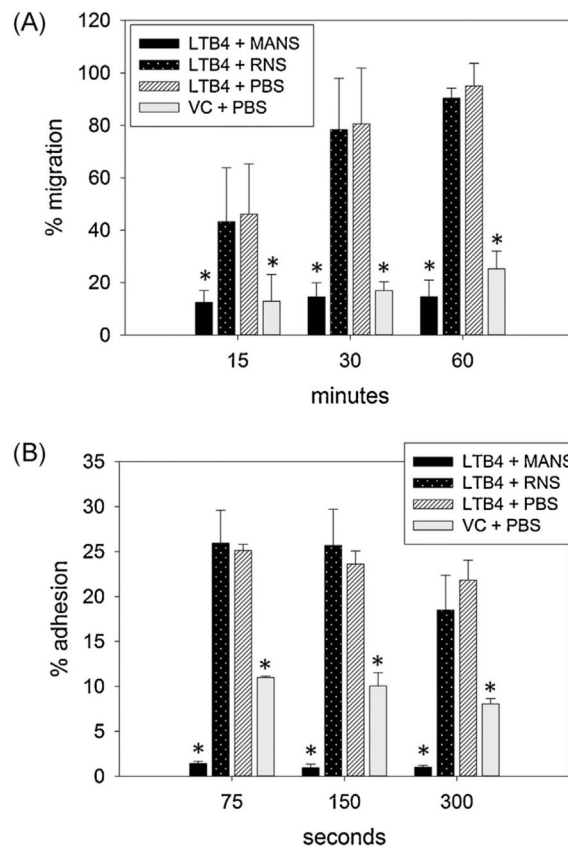 (A)
LTB4 + MANS
LTB4 + RNS
LTB4 + PBS
VC + PBS
120
100
80
60
40
20
0
% migration
* * * * * *
15 30 60
minutes
(B)
LTB4 + MANS
LTB4 + RNS
LTB4 + PBS
VC + PBS
35
30
25
20
15
10
5
0
% adhesion
* * * * * *
75 150 300
seconds